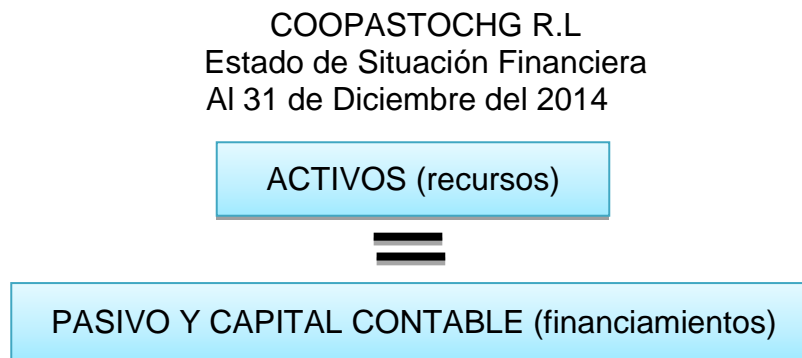 COOPASTOCHG R.L
Estado de Situación Financiera
Al 31 de Diciembre del 2014
ACTIVOS (recursos)
=
PASIVO Y CAPITAL CONTABLE (financiamientos)